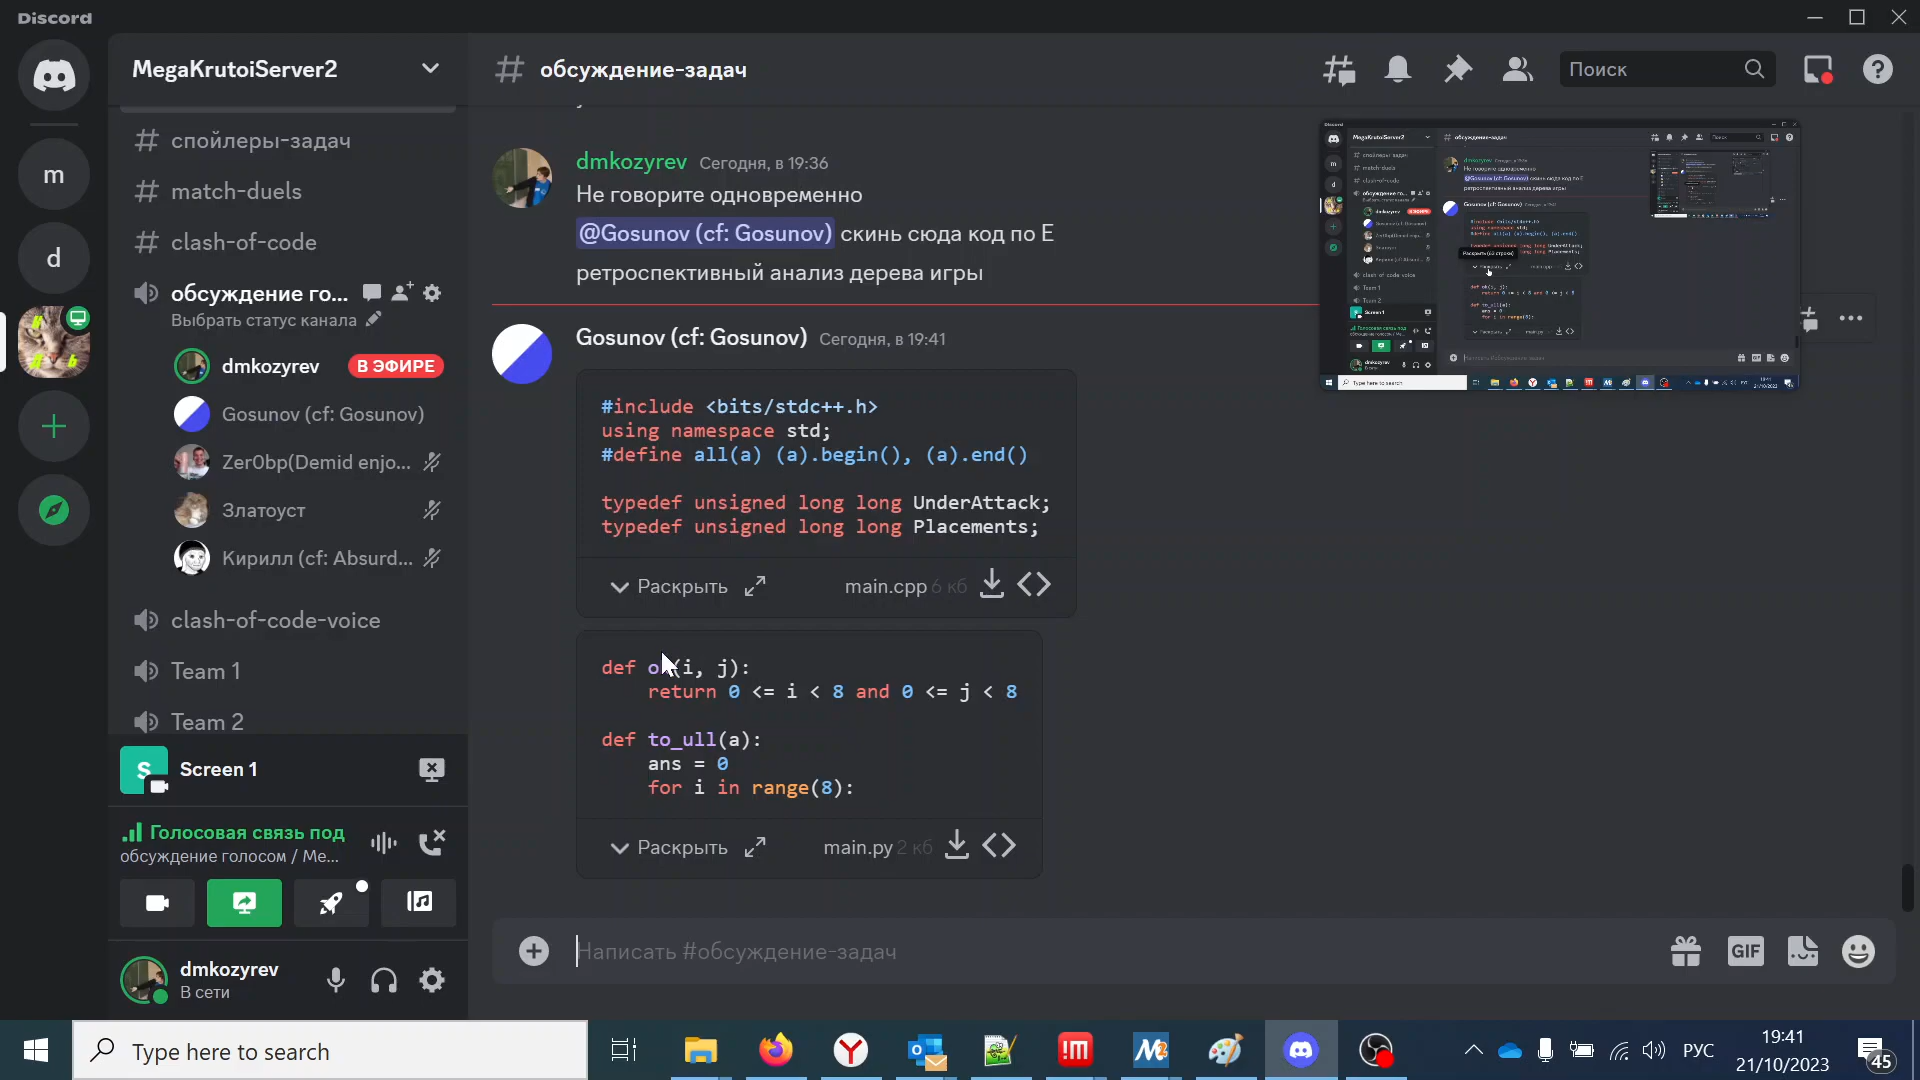 Discord
MegaKrutoiServer2
спойлеры-задач
match-duels
clash-of-code
обсуждение го...
Выбрать статус канала
dmkozyrev В ЭФИРЕ
Gosunov (cf: Gosunov)
Zer0bp(Demid enjo...
Златоуст
Кирилл (cf: Absurd...
clash-of-code-voice
Team 1
Team 2
S
Screen 1
Голосовая связь под
обсуждение голосом / Me...
dmkozyrev
В сети
m
d
обсуждение-задач
Поиск
dmkozyrev Сегодня, в 19:36
Не говорите одновременно
@Gosunov (cf: Gosunov) скинь сюда код по E
ретроспективный анализ дерева игры
Gosunov (cf: Gosunov) Сегодня, в 19:41
#include <bits/stdc++.h>
using namespace std;
#define all(a) (a).begin(), (a).end()
typedef unsigned long long UnderAttack;
typedef unsigned long long Placements;
Раскрыть main.cpp 6 кб
def ok(i, j):
return 0 <= i < 8 and 0 <= j < 8
def to_ull(a):
ans = 0
for i in range(8):
Раскрыть main.py 2 кб
Написать #обсуждение-задач
GIF
Type here to search
РУС
19:41
21/10/2023
45